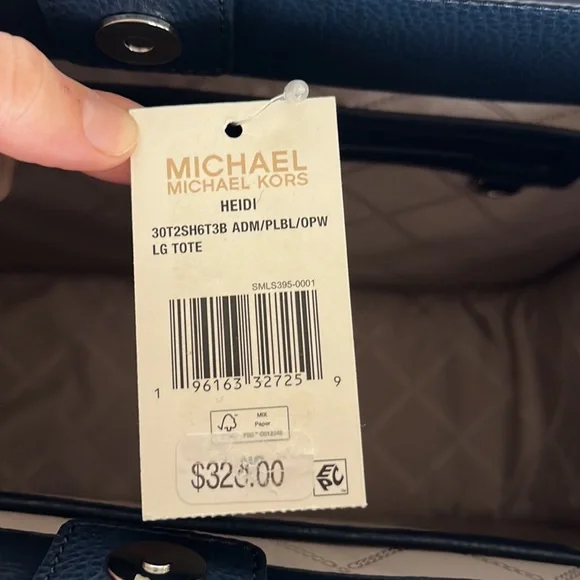 MICHAEL
MICHAEL KORS
HEIDI
30T2SH6T3B ADM/PLBL/OPW
LG TOTE
SMLS395-0001
1 96163 32725 9
MIX
Paper
EPC